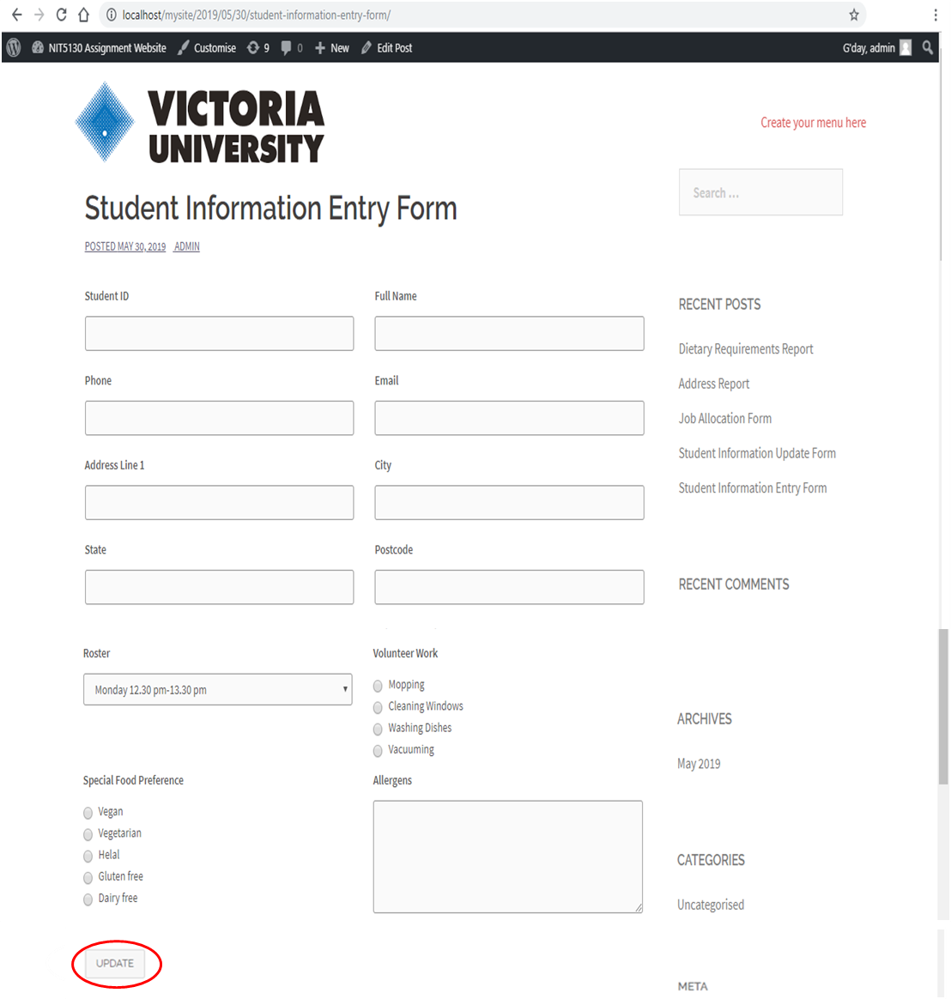 localhost/mysite/2019/05/30/student-information-entry-form/
NIT5130 Assignment Website Customise 9 0 New Edit Post G'day, admin
VICTORIA
UNIVERSITY
Create your menu here
Search ...
Student Information Entry Form
POSTED MAY 30, 2019 ADMIN
Student ID Full Name
Phone Email
Address Line 1 City
State Postcode
Roster Volunteer Work
Monday 12.30 pm-13.30 pm
Mopping
Cleaning Windows
Washing Dishes
Vacuuming
Special Food Preference Allergens
Vegan
Vegetarian
Helal
Gluten free
Dairy free
UPDATE
RECENT POSTS
Dietary Requirements Report
Address Report
Job Allocation Form
Student Information Update Form
Student Information Entry Form
RECENT COMMENTS
ARCHIVES
May 2019
CATEGORIES
Uncategorised
META